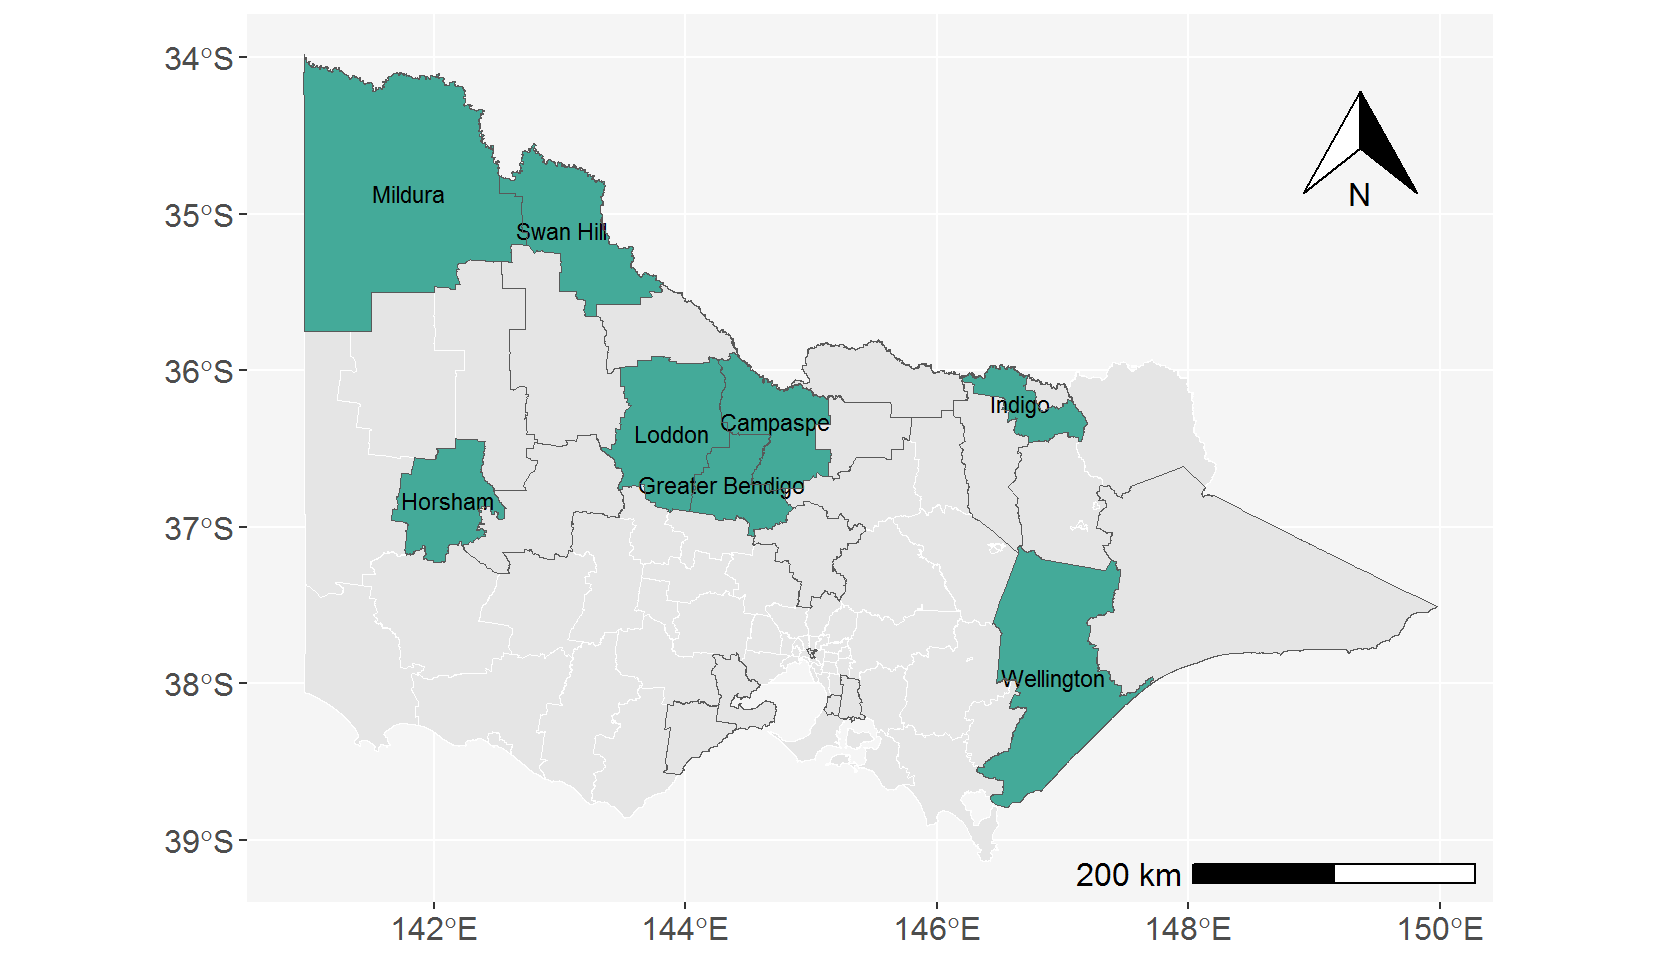 34°S
35°S
36°S
37°S
38°S
39°S
Mildura
Swan Hill
Campaspe
Loddon
Greater Bendigo
Horsham
Indigo
Wellington
N
200 km
142°E
144°E
146°E
148°E
150°E